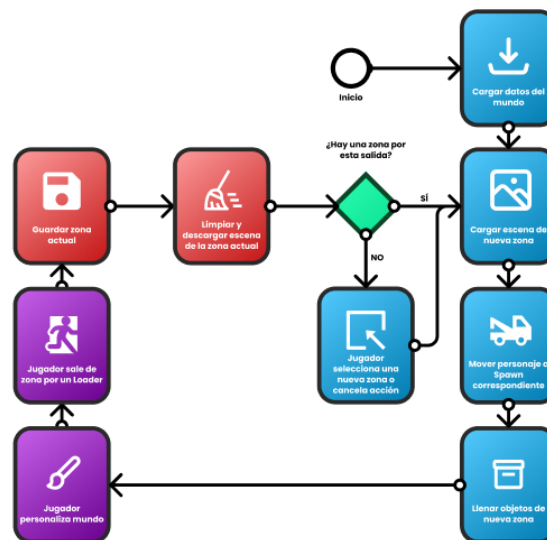 Inicio
Cargar datos del
mundo
¿Hay una zona por
esta salida?
SÍ
NO
Guardar zona
actual
Limpiar y
descargar escena
de la zona actual
Cargar escena de
nueva zona
Jugador sale de
zona por un Loader
Jugador
selecciona una
nueva zona o
cancela acción
Mover personaje a
Spawn
correspondiente
Jugador
personaliza mundo
Llenar objetos de
nueva zona